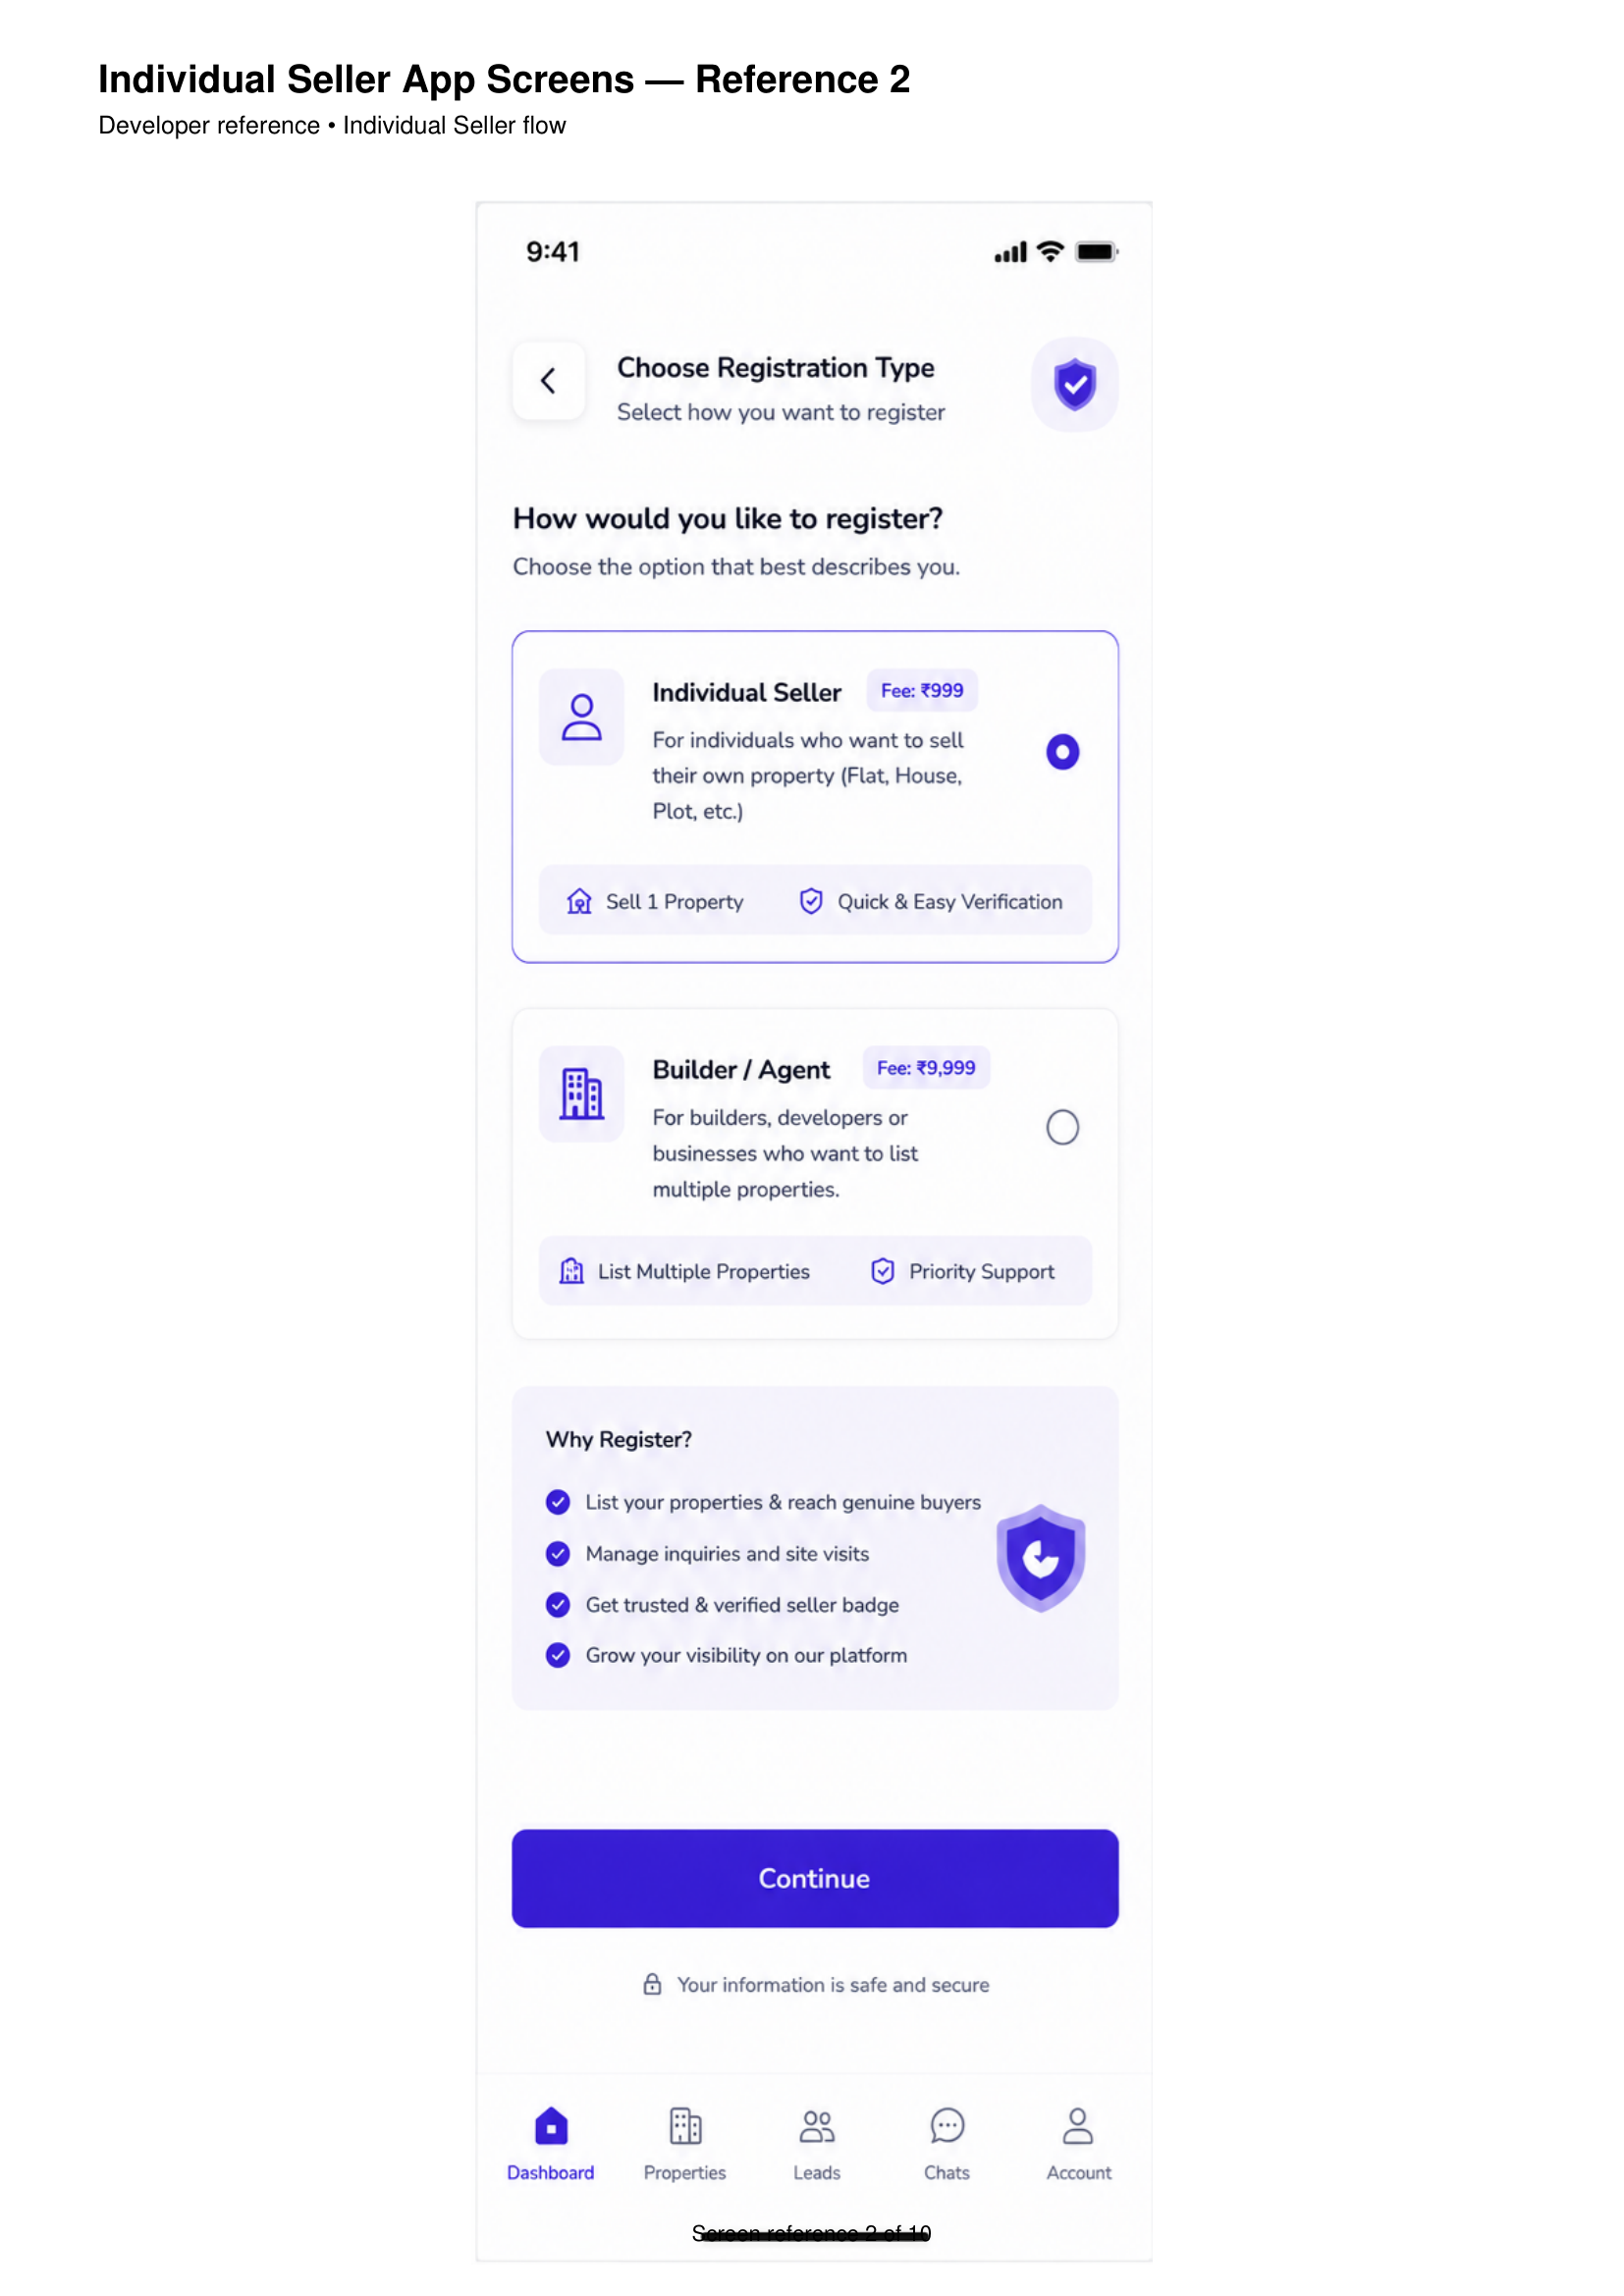 Individual Seller App Screens — Reference 2
Developer reference • Individual Seller flow
9:41
Choose Registration Type
Select how you want to register
How would you like to register?
Choose the option that best describes you.
Individual Seller
Fee: ₹999
For individuals who want to sell
their own property (Flat, House,
Plot, etc.)
Sell 1 Property
Quick & Easy Verification
Builder / Agent
Fee: ₹9,999
For builders, developers or
businesses who want to list
multiple properties.
List Multiple Properties
Priority Support
Why Register?
List your properties & reach genuine buyers
Manage inquiries and site visits
Get trusted & verified seller badge
Grow your visibility on our platform
Continue
Your information is safe and secure
Dashboard
Properties
Leads
Chats
Account
Screen reference 2 of 10